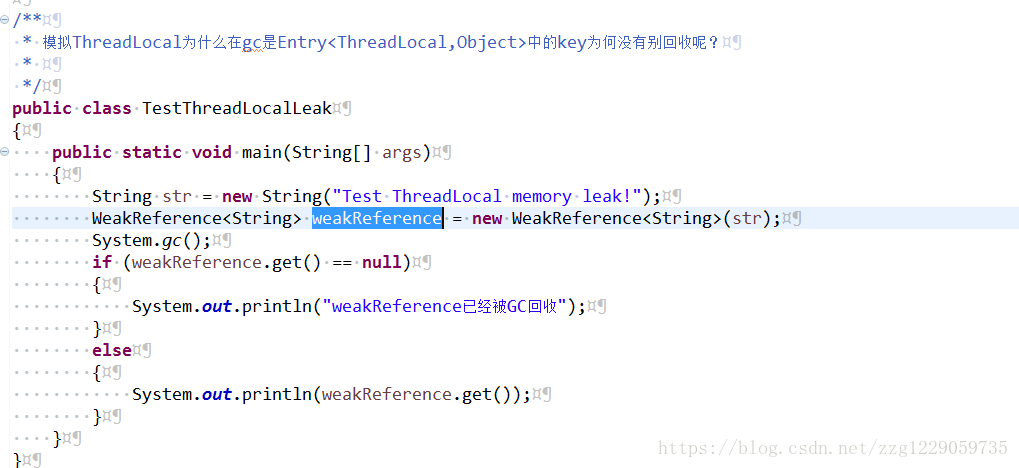 /**
 * 模拟ThreadLocal为什么在gc是Entry<ThreadLocal,Object>中的key为何没有别回收呢?
 *
 */
public class TestThreadLocalLeak
{
    public static void main(String[] args)
    {
        String str = new String("Test ThreadLocal memory leak!");
        WeakReference<String> weakReference = new WeakReference<String>(str);
        System.gc();
        if (weakReference.get() == null)
        {
            System.out.println("weakReference已经被GC回收");
        }
        else
        {
            System.out.println(weakReference.get());
        }
    }
}
https://blog.csdn.net/zzg1229059735